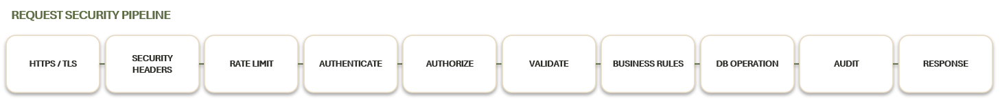 REQUEST SECURITY PIPELINE
HTTPS / TLS
SECURITY
HEADERS
RATE LIMIT
AUTHENTICATE
AUTHORIZE
VALIDATE
BUSINESS RULES
DB OPERATION
AUDIT
RESPONSE